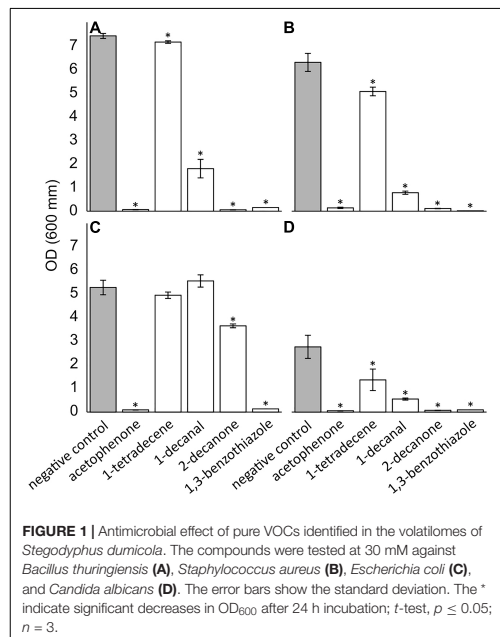 A
B
7
6
5
4
3
2
1
0
*
*
*
*
*
*
*
*
*
*
OD (600 mm)
C
D
7
6
5
4
3
2
1
0
*
*
*
*
*
*
*
*
negative control
acetophenone
1-tetradecene
1-decanal
2-decanone
1,3-benzothiazole
negative control
acetophenone
1-tetradecene
1-decanal
2-decanone
1,3-benzothiazole
FIGURE 1 | Antimicrobial effect of pure VOCs identified in the volatilomes of
Stegodyphus dumicola. The compounds were tested at 30 mM against
Bacillus thuringiensis (A), Staphylococcus aureus (B), Escherichia coli (C),
and Candida albicans (D). The error bars show the standard deviation. The *
indicate significant decreases in OD600 after 24 h incubation; t-test, p ≤ 0.05;
n = 3.